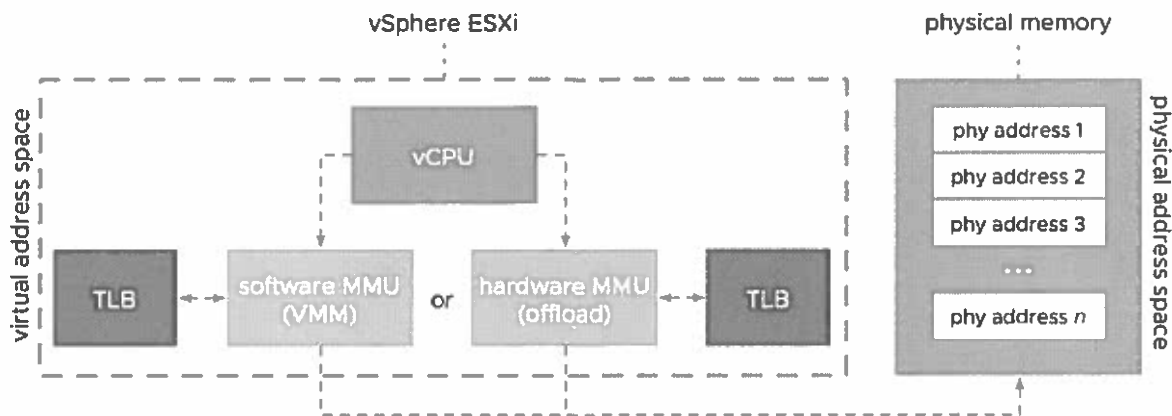 vSphere ESXi
physical memory
virtual address space
vCPU
TLB
software MMU
(VMM)
or
hardware MMU
(offload)
TLB
phy address 1
phy address 2
phy address 3
...
phy address n
physical address space